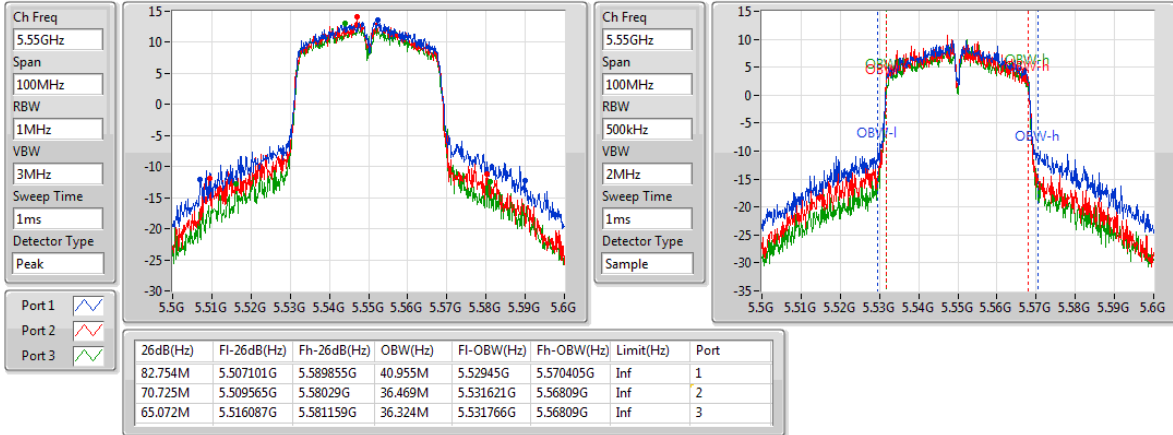 Ch Freq
5.55GHz
Span
100MHz
RBW
1MHz
VBW
3MHz
Sweep Time
1ms
Detector Type
Peak
15
10
5
0
-5
-10
-15
-20
-25
-30
5.5G 5.51G 5.52G 5.53G 5.54G 5.55G 5.56G 5.57G 5.58G 5.59G 5.6G
Ch Freq
5.55GHz
Span
100MHz
RBW
500kHz
VBW
2MHz
Sweep Time
1ms
Detector Type
Sample
15
10
5
0
-5
-10
-15
-20
-25
-30
-35
OBW-h
OBW-l OBW-h
5.5G 5.51G 5.52G 5.53G 5.54G 5.55G 5.56G 5.57G 5.58G 5.59G 5.6G
Port 1
Port 2
Port 3
26dB(Hz) Fl-26dB(Hz) Fh-26dB(Hz) OBW(Hz) Fl-OBW(Hz) Fh-OBW(Hz) Limit(Hz) Port
82.754M 5.507101G 5.589855G 40.955M 5.52945G 5.570405G Inf 1
70.725M 5.509565G 5.58029G 36.469M 5.531621G 5.56809G Inf 2
65.072M 5.516087G 5.581159G 36.324M 5.531766G 5.56809G Inf 3